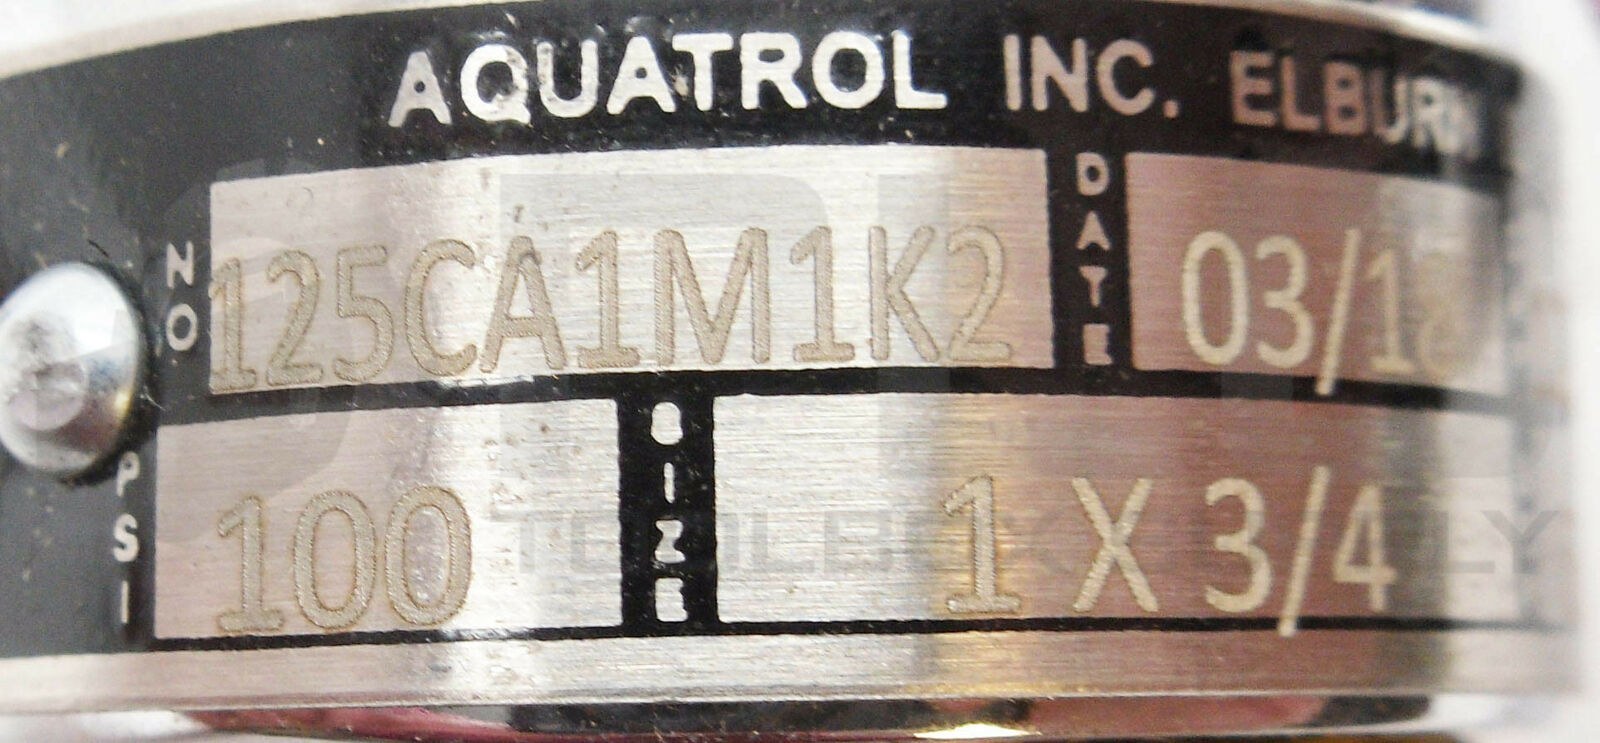 AQUATROL INC. ELBURN
NO 125CA1M1K2 DATE 03/18
PSI 100 SIZE 1 X 3/4